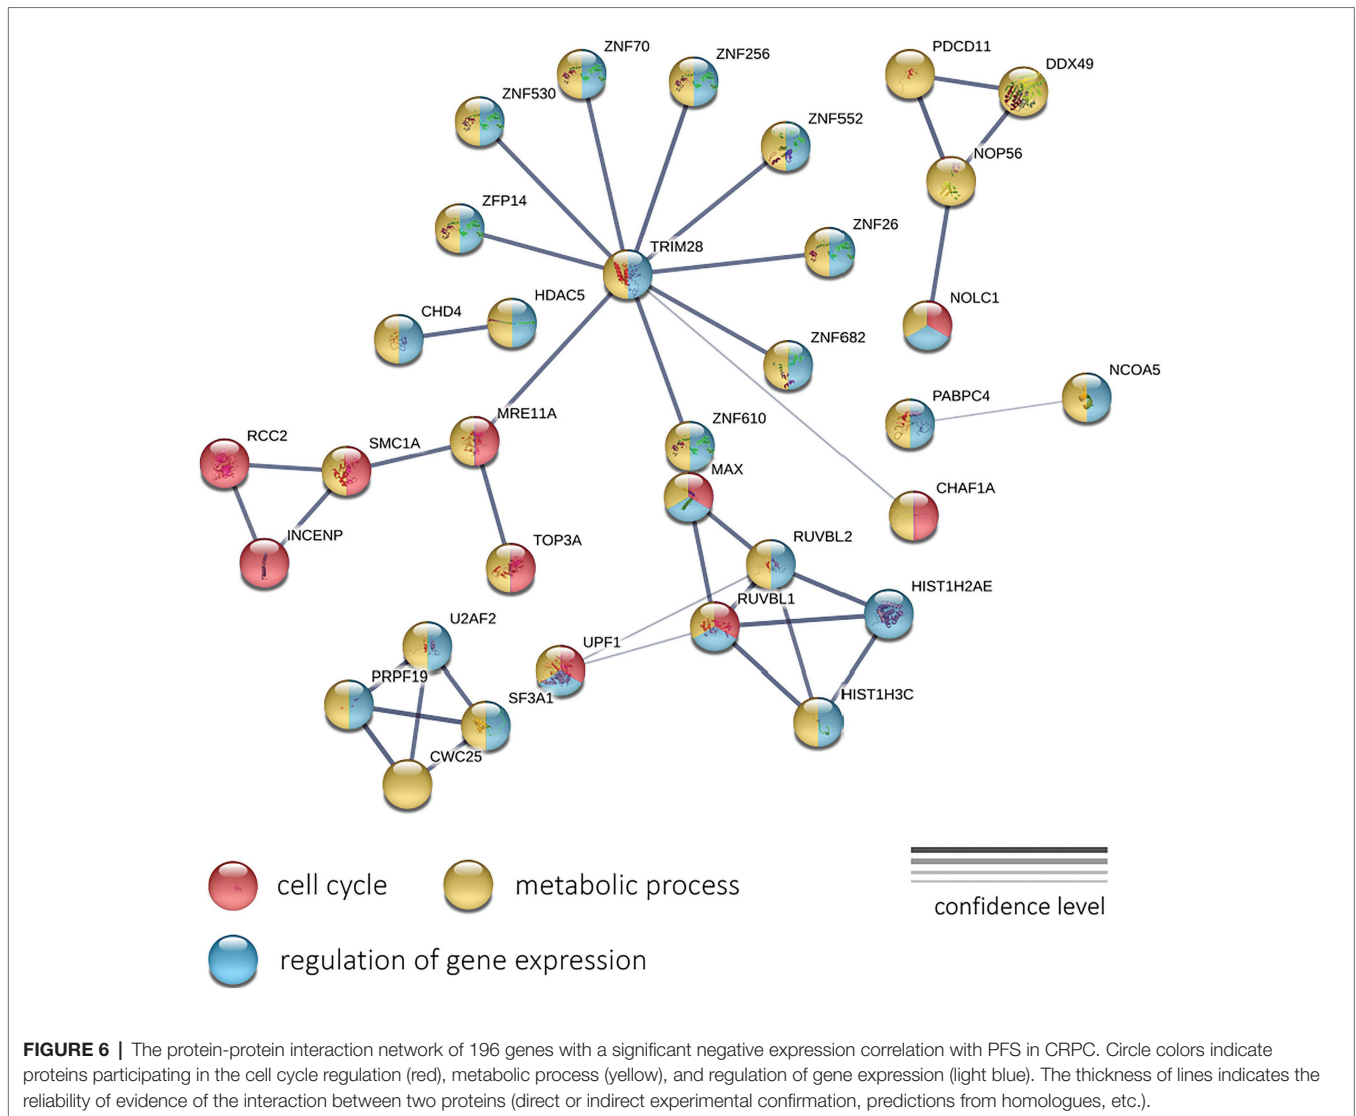 ZNF70
ZNF256
PDCD11
DDX49
ZNF530
ZNF552
NOP56
ZFP14
ZNF26
TRIM28
NOLC1
CHD4
HDAC5
ZNF682
NCOA5
PABPC4
MRE11A
ZNF610
RCC2
SMC1A
MAX
CHAF1A
INCENP
TOP3A
RUVBL2
HIST1H2AE
RUVBL1
U2AF2
UPF1
PRPF19
SF3A1
HIST1H3C
CWC25
cell cycle
metabolic process
confidence level
regulation of gene expression
FIGURE 6 | The protein-protein interaction network of 196 genes with a significant negative expression correlation with PFS in CRPC. Circle colors indicate
proteins participating in the cell cycle regulation (red), metabolic process (yellow), and regulation of gene expression (light blue). The thickness of lines indicates the
reliability of evidence of the interaction between two proteins (direct or indirect experimental confirmation, predictions from homologues, etc.).